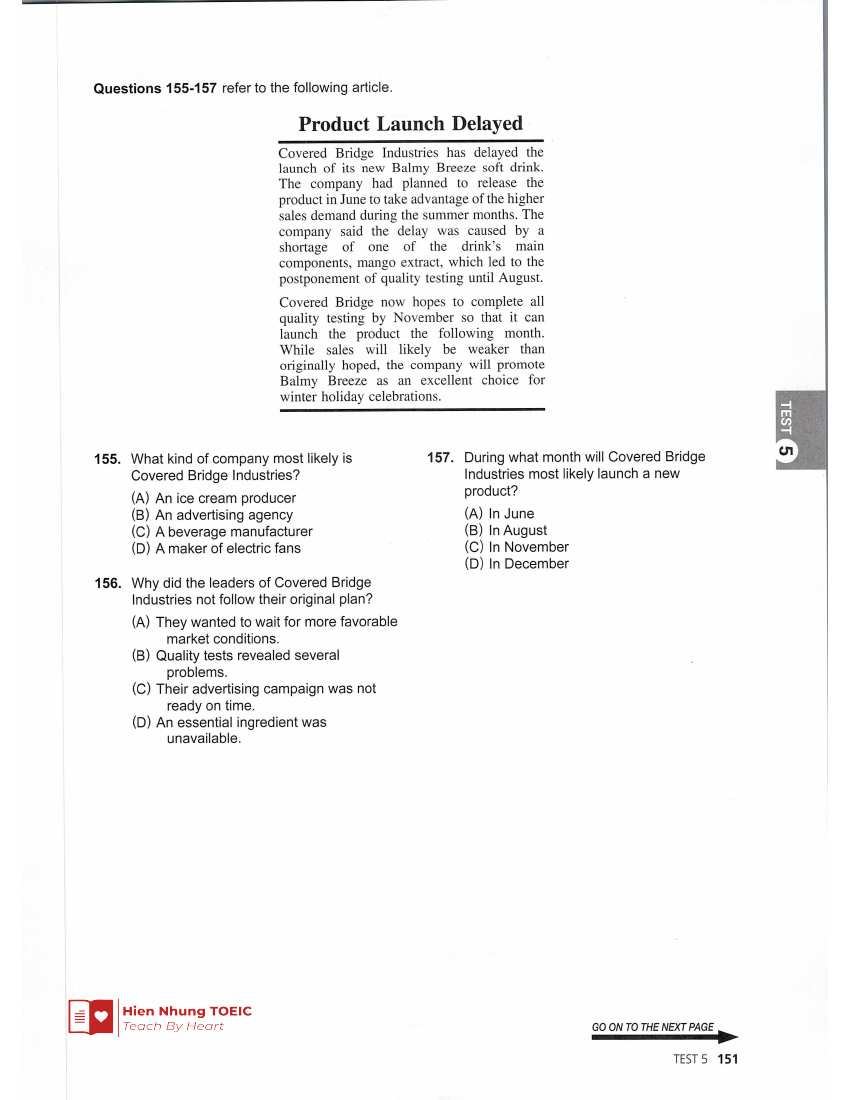 Questions 155-157 refer to the following article.
Product Launch Delayed
Covered Bridge Industries has delayed the
launch of its new Balmy Breeze soft drink.
The company had planned to release the
product in June to take advantage of the higher
sales demand during the summer months. The
company said the delay was caused by a
shortage of one of the drink's main
components, mango extract, which led to the
postponement of quality testing until August.
Covered Bridge now hopes to complete all
quality testing by November so that it can
launch the product the following month.
While sales will likely be weaker than
originally hoped, the company will promote
Balmy Breeze as an excellent choice for
winter holiday celebrations.
TEST 5
155. What kind of company most likely is
Covered Bridge Industries?
(A) An ice cream producer
(B) An advertising agency
(C) A beverage manufacturer
(D) A maker of electric fans
156. Why did the leaders of Covered Bridge
Industries not follow their original plan?
(A) They wanted to wait for more favorable
market conditions.
(B) Quality tests revealed several
problems.
(C) Their advertising campaign was not
ready on time.
(D) An essential ingredient was
unavailable.
157. During what month will Covered Bridge
Industries most likely launch a new
product?
(A) In June
(B) In August
(C) In November
(D) In December
Hien Nhung TOEIC
Teach By Heart
GO ON TO THE NEXT PAGE
TEST 5 151